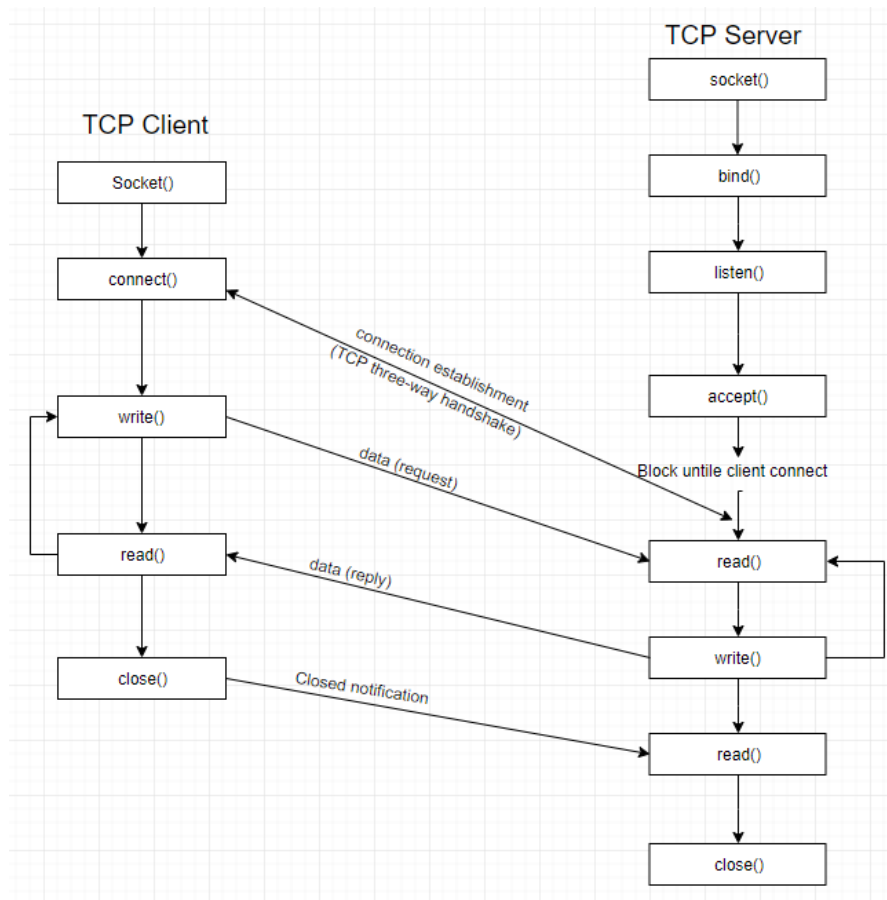 TCP Server
socket()
TCP Client
bind()
Socket()
listen()
connect()
connection establishment
(TCP three-way handshake)
accept()
write()
data (request)
Block untile client connect
read()
read()
data (reply)
write()
close()
Closed notification
read()
close()